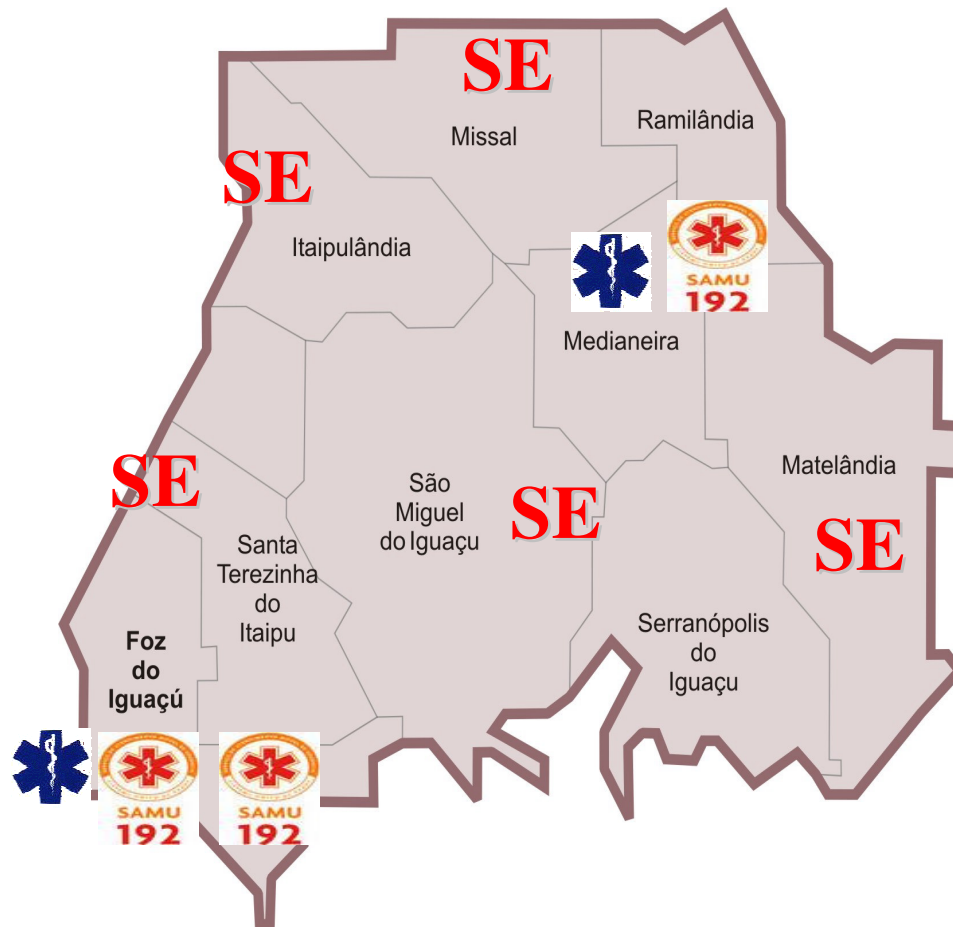 SE
Missal
Ramilândia
SE
Itaipulândia
SAMU
192
Medianeira
SE
São
Miguel
do Iguaçu
SE
Matelândia
SE
Santa
Terezinha
do
Itaipu
Serranópolis
do
Iguaçu
Foz
do
Iguaçú
SAMU
192
SAMU
192